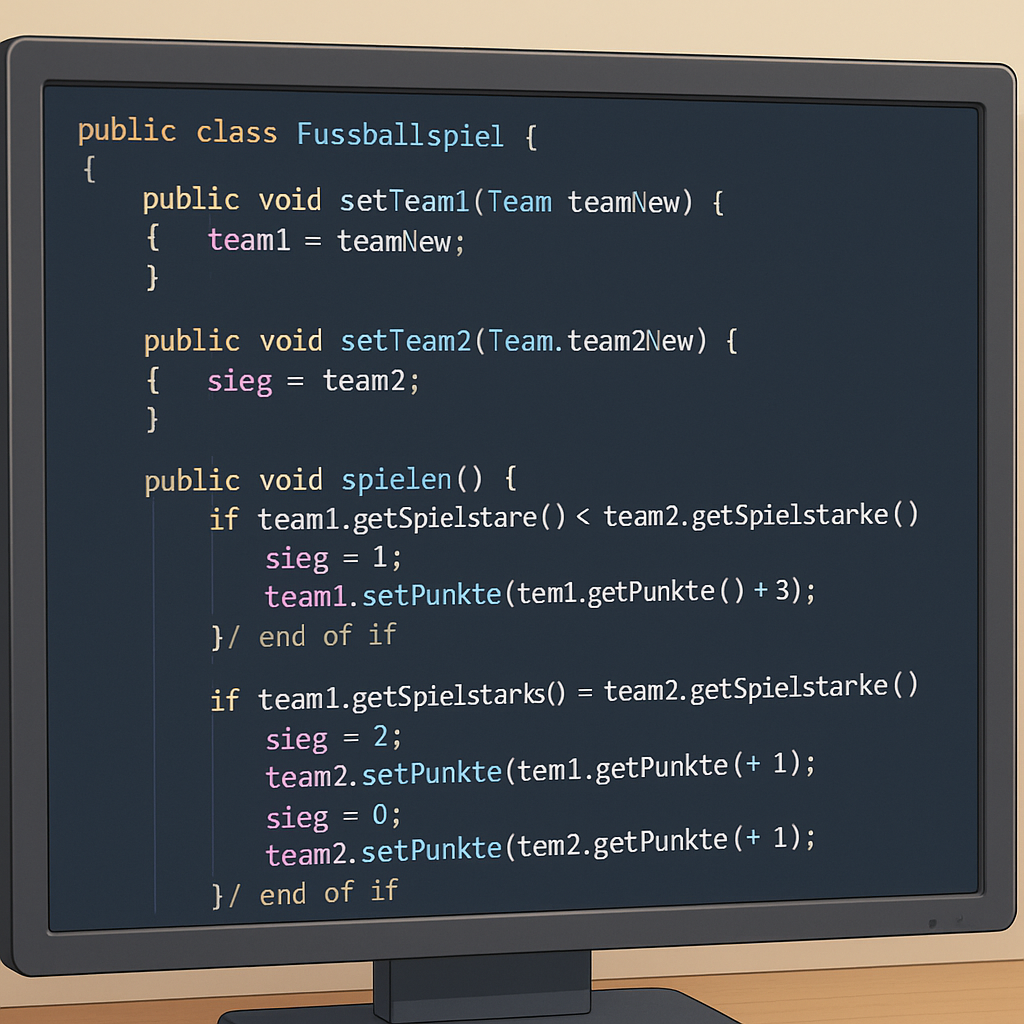 public class Fussballspiel {
{
public void setTeam1(Team teamNew) {
{ team1 = teamNew;
}
public void setTeam2(Team.team2New) {
{ sieg = team2;
}
public void spielen() {
if team1.getSpielstare() < team2.getSpielstarke()
sieg = 1;
team1.setPunkte(tem1.getPunkte() + 3);
}/ end of if
if team1.getSpielstarks() = team2.getSpielstarke()
sieg = 2;
team2.setPunkte(tem1.getPunkte(+ 1);
sieg = 0;
team2.setPunkte(tem2.getPunkte(+ 1);
}/ end of if